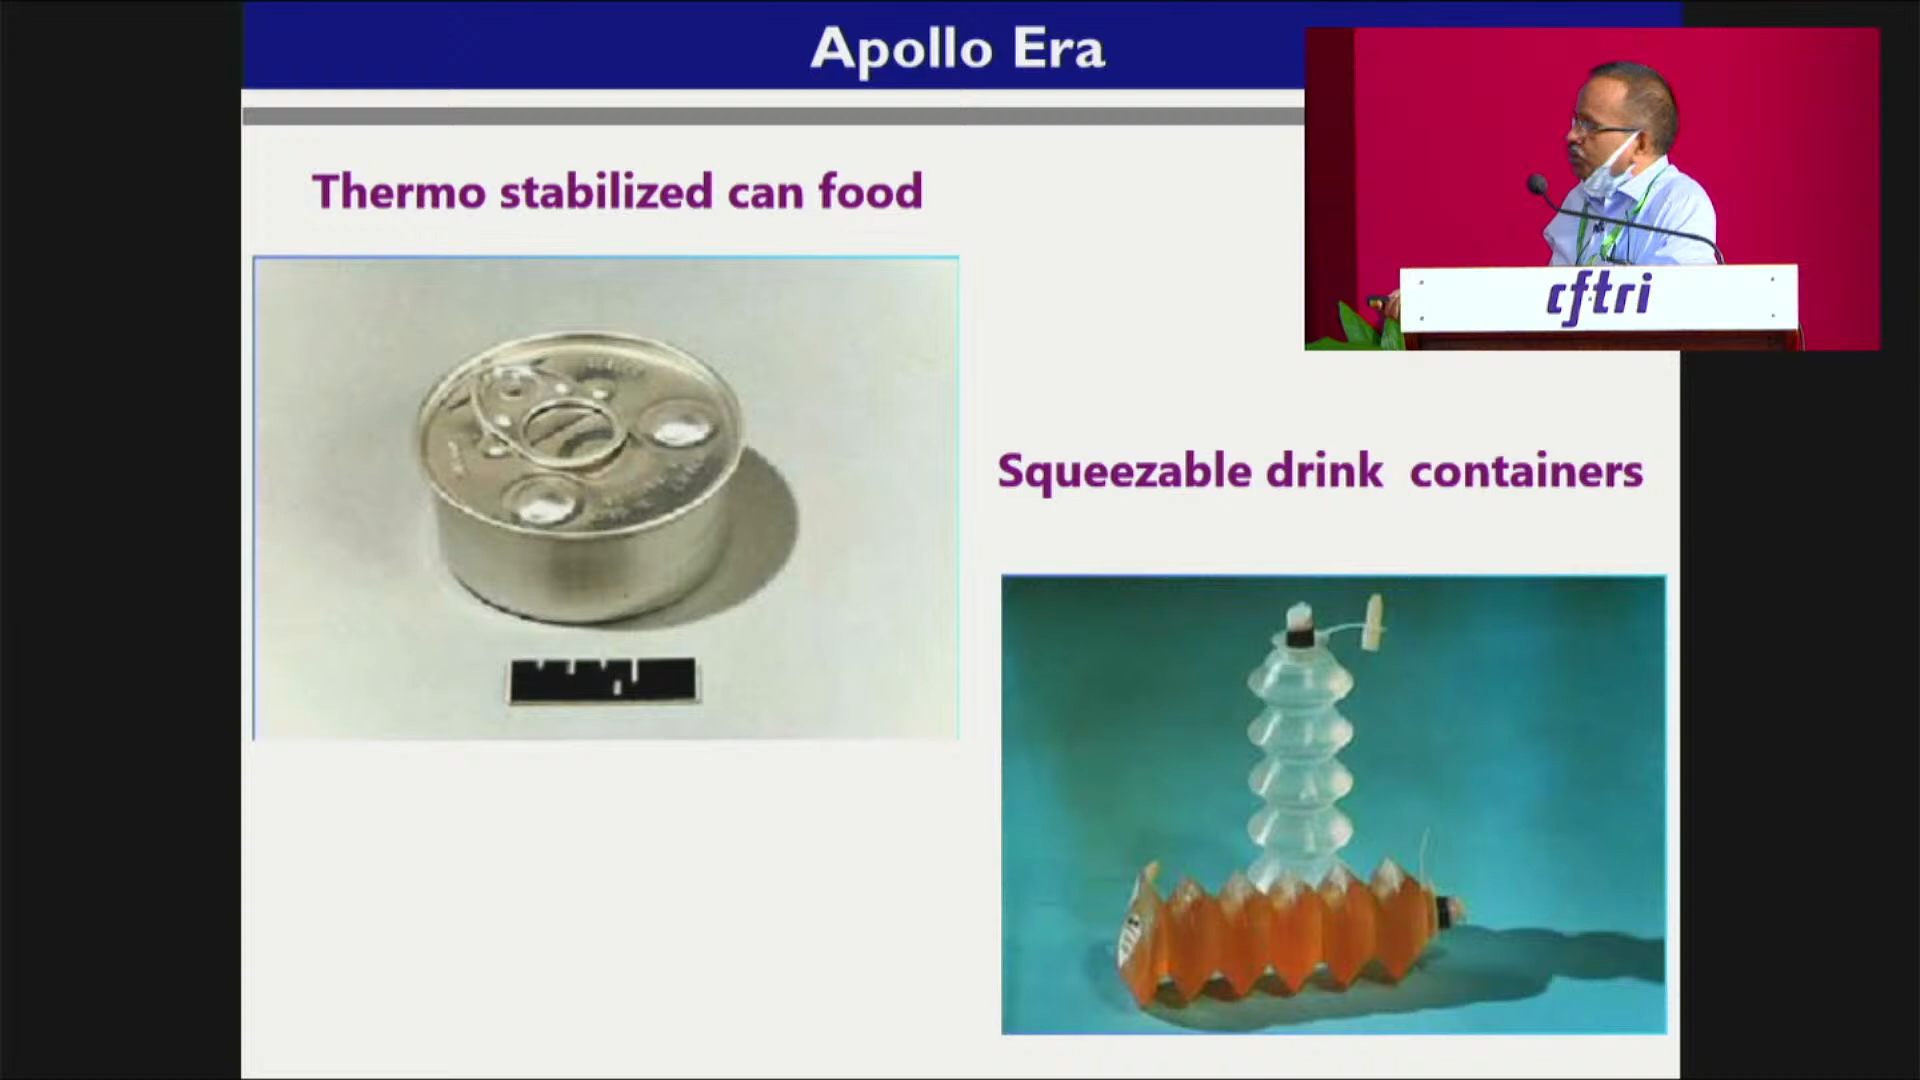 Apollo Era
Thermo stabilized can food
cftri
Squeezable drink  containers